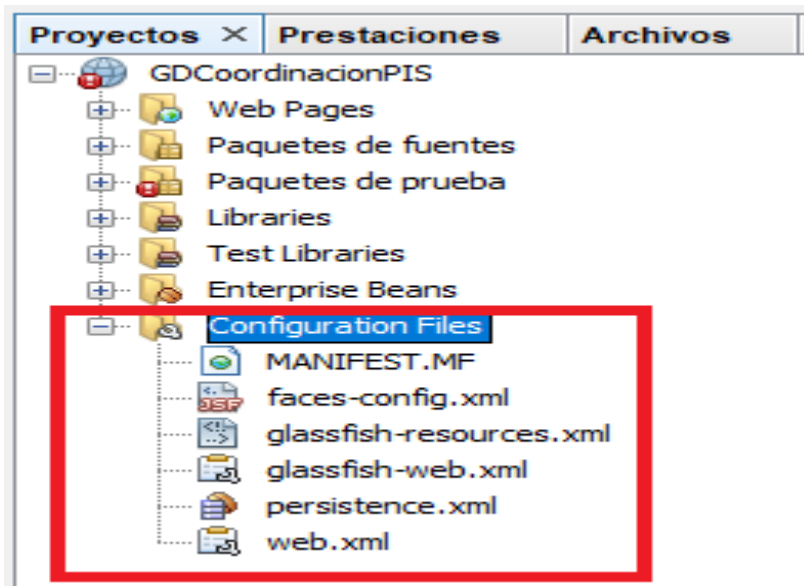 Proyectos × Prestaciones Archivos
GDCoordinacionPIS
Web Pages
Paquetes de fuentes
Paquetes de prueba
Libraries
Test Libraries
Enterprise Beans
Configuration Files
MANIFEST.MF
JSF faces-config.xml
glassfish-resources.xml
glassfish-web.xml
persistence.xml
web.xml